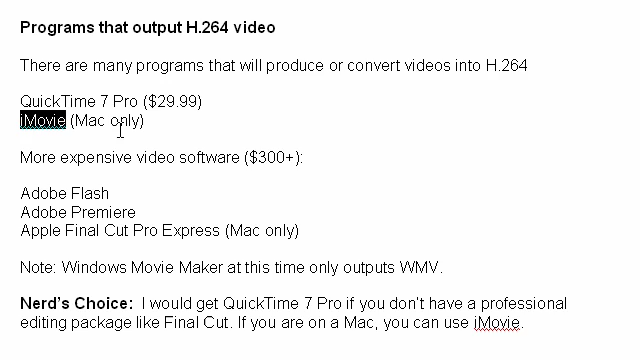 Programs that output H.264 video
There are many programs that will produce or convert videos into H.264
QuickTime 7 Pro ($29.99)
iMovie (Mac only)
More expensive video software ($300+):
Adobe Flash
Adobe Premiere
Apple Final Cut Pro Express (Mac only)
Note: Windows Movie Maker at this time only outputs WMV.
Nerd's Choice:  I would get QuickTime 7 Pro if you don't have a professional
editing package like Final Cut. If you are on a Mac, you can use iMovie.